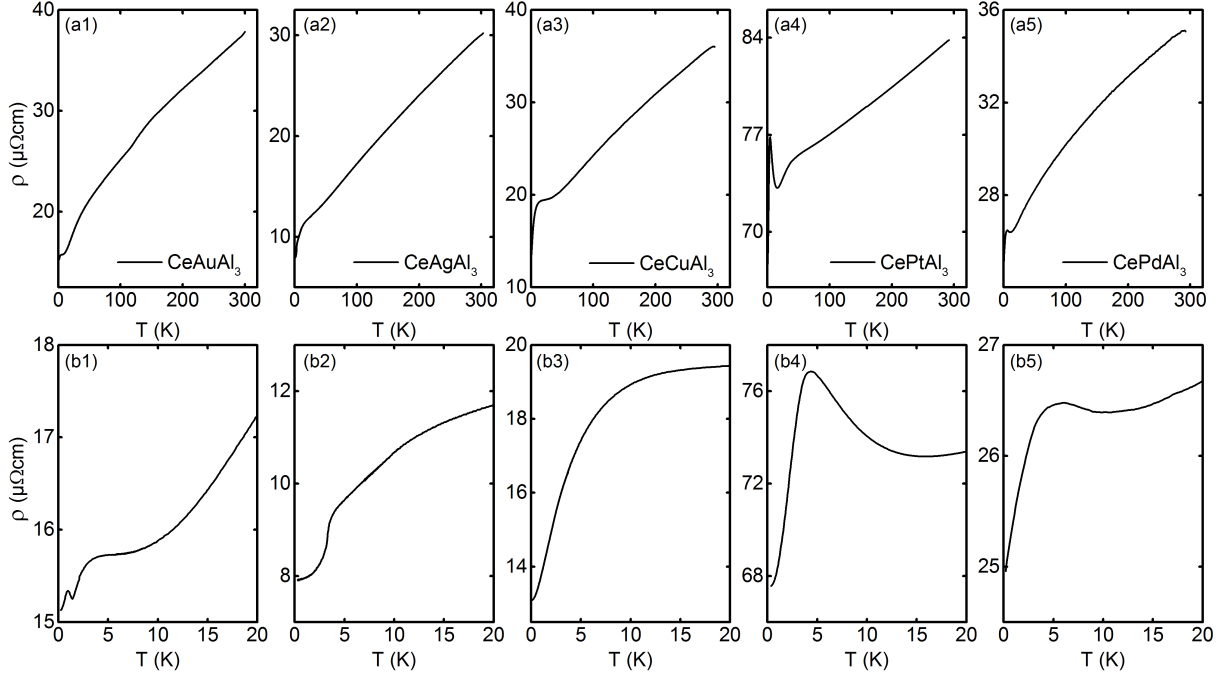 (a1)
(a2)
(a3)
(a4)
(a5)
40
30
20
ρ (μΩcm)
CeAuAl3
0 100 200 300
T (K)
30
20
10
CeAgAl3
0 100 200 300
T (K)
40
30
20
10
CeCuAl3
0 100 200 300
T (K)
84
77
70
CePtAl3
0 100 200 300
T (K)
36
32
28
CePdAl3
0 100 200 300
T (K)
(b1)
(b2)
(b3)
(b4)
(b5)
18
17
16
15
ρ (μΩcm)
0 5 10 15 20
T (K)
12
10
8
0 5 10 15 20
T (K)
20
18
16
14
0 5 10 15 20
T (K)
76
72
68
0 5 10 15 20
T (K)
27
26
25
0 5 10 15 20
T (K)